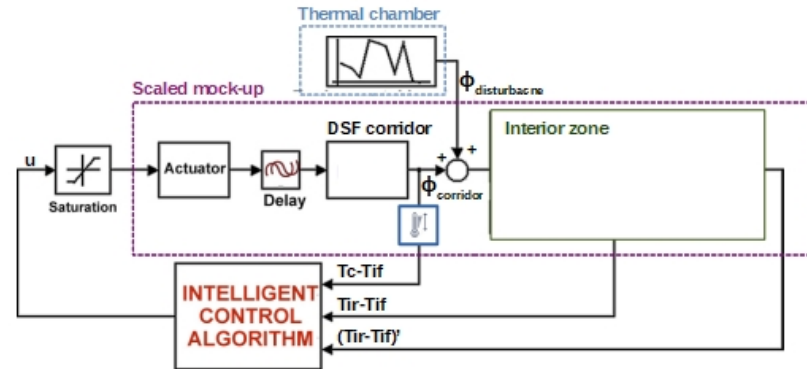 Thermal chamber
Scaled mock-up
ϕdisturbacne
DSF corridor
Interior zone
u
Actuator
+
+
Saturation
Delay
ϕcorridor
Tc-Tif
INTELLIGENT
CONTROL
ALGORITHM
Tir-Tif
(Tir-Tif)'